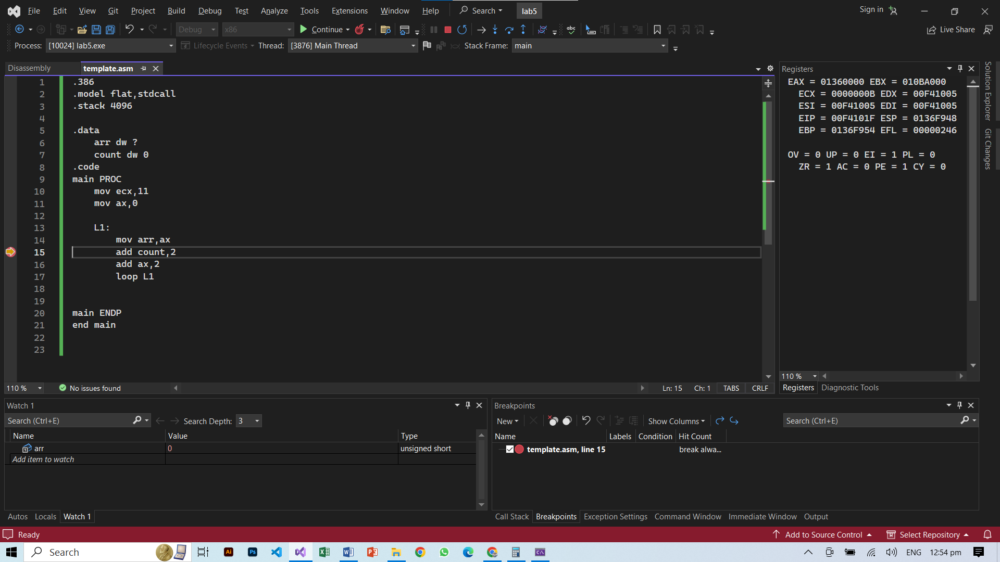 File Edit View Git Project Build Debug Test Analyze Tools Extensions Window Help Search lab5 Sign in
Debug x86 Continue abc Live Share
Process: [10024] lab5.exe Lifecycle Events Thread: [3876] Main Thread Stack Frame: main
Disassembly template.asm
1 .386
2 .model flat,stdcall
3 .stack 4096
4
5 .data
6 arr dw ?
7 count dw 0
8 .code
9 main PROC
10 mov ecx,11
11 mov ax,0
12
13 L1:
14 mov arr,ax
15 add count,2
16 add ax,2
17 loop L1
18
19
20 main ENDP
21 end main
22
23
110 % No issues found Ln: 15 Ch: 1 TABS CRLF
Registers
EAX = 01360000 EBX = 010BA000
ECX = 0000000B EDX = 00F41005
ESI = 00F41005 EDI = 00F41005
EIP = 00F4101F ESP = 0136F948
EBP = 0136F954 EFL = 00000246
OV = 0 UP = 0 EI = 1 PL = 0
ZR = 1 AC = 0 PE = 1 CY = 0
110 %
Registers Diagnostic Tools
Solution Explorer
Git Changes
Watch 1
Search (Ctrl+E) Search Depth: 3
Name Value Type
arr 0 unsigned short
Add item to watch
Autos Locals Watch 1
Breakpoints
New Show Columns Search (Ctrl+E)
Name Labels Condition Hit Count
template.asm, line 15 break alwa...
Call Stack Breakpoints Exception Settings Command Window Immediate Window Output
Ready Add to Source Control Select Repository
Search Ai Ps ENG 12:54 pm